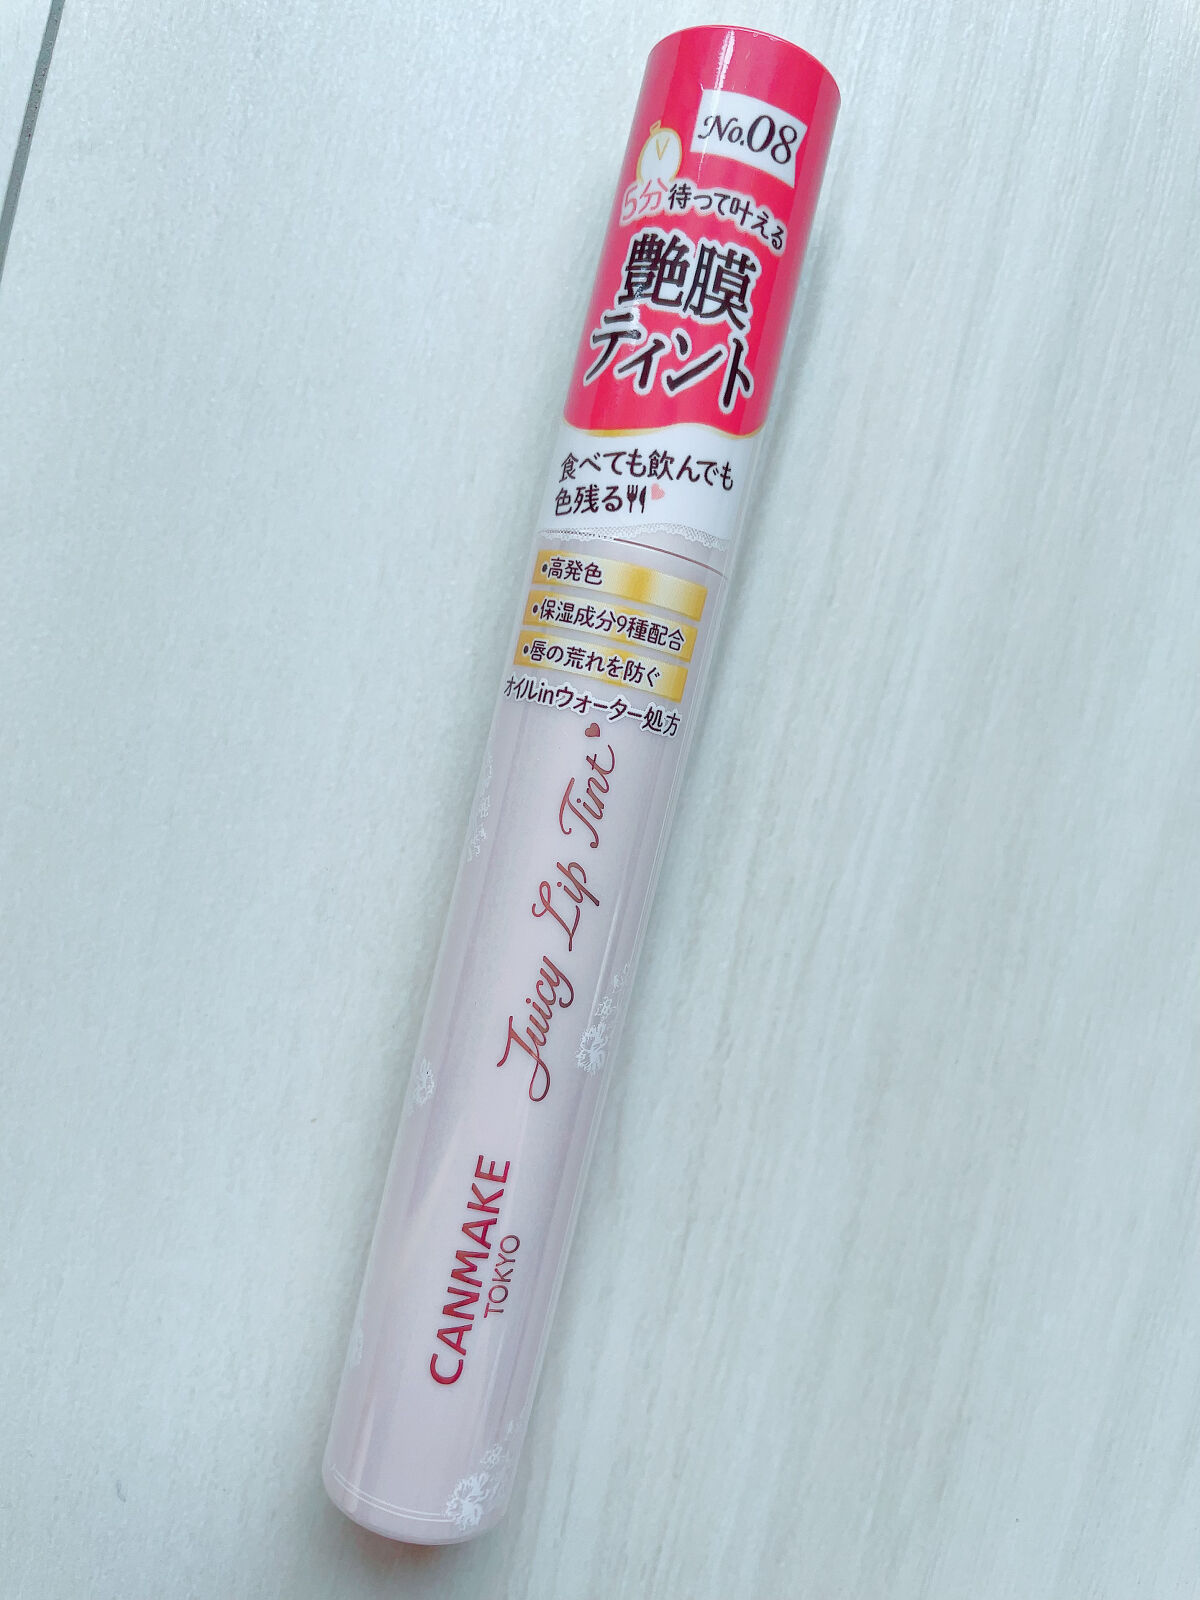 No.08
5分待って叶える
艶膜
ティント
食べても飲んでも
色残る
•高発色
•保湿成分9種配合
•唇の荒れを防ぐ
オイルinウォーター処方
Juicy Lip Tint
CANMAKE
TOKYO